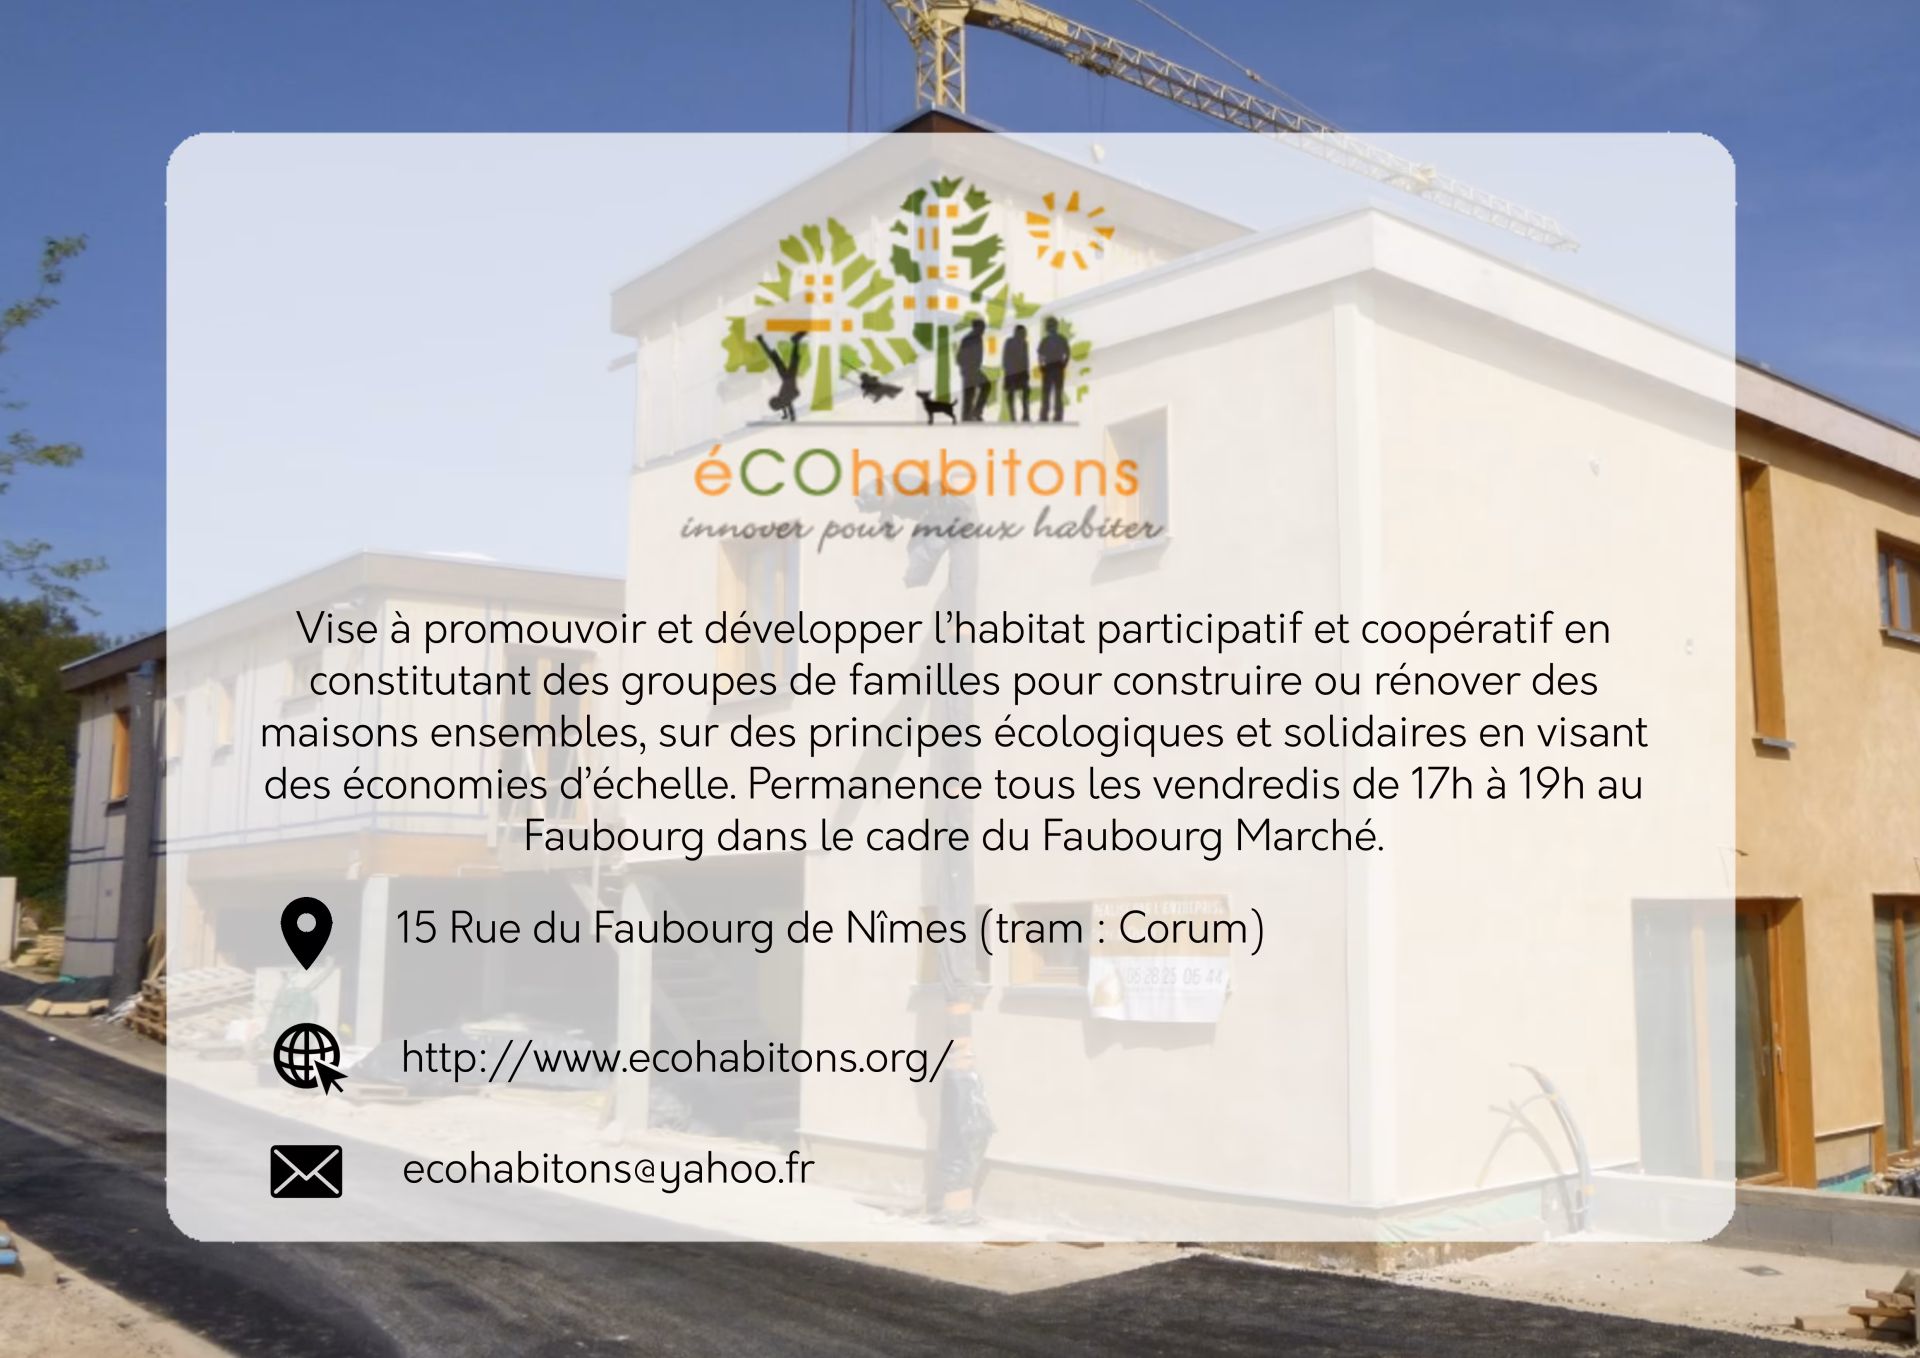 éCOhabitons
innover pour mieux habiter
Vise à promouvoir et développer l’habitat participatif et coopératif en
constitutant des groupes de familles pour construire ou rénover des
maisons ensembles, sur des principes écologiques et solidaires en visant
des économies d’échelle. Permanence tous les vendredis de 17h à 19h au
Faubourg dans le cadre du Faubourg Marché.
15 Rue du Faubourg de Nîmes (tram : Corum)
http://www.ecohabitons.org/
ecohabitons@yahoo.fr